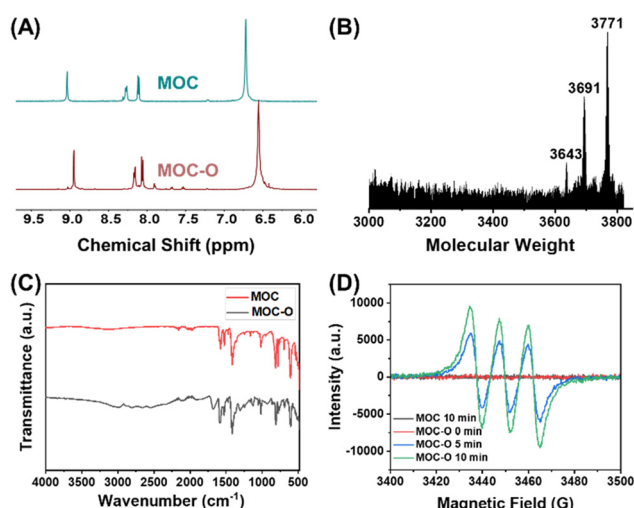 (A)
MOC
MOC-O
9.5 9.0 8.5 8.0 7.5 7.0 6.5 6.0
Chemical Shift (ppm)
(B)
3771
3691
3643
3000 3200 3400 3600 3800
Molecular Weight
(C)
MOC
MOC-O
Transmittance (a.u.)
4000 3500 3000 2500 2000 1500 1000 500
Wavenumber (cm⁻¹)
(D)
10000
5000
0
-5000
-10000
Intensity (a.u.)
MOC 10 min
MOC-O 0 min
MOC-O 5 min
MOC-O 10 min
3400 3420 3440 3460 3480 3500
Magnetic Field (G)